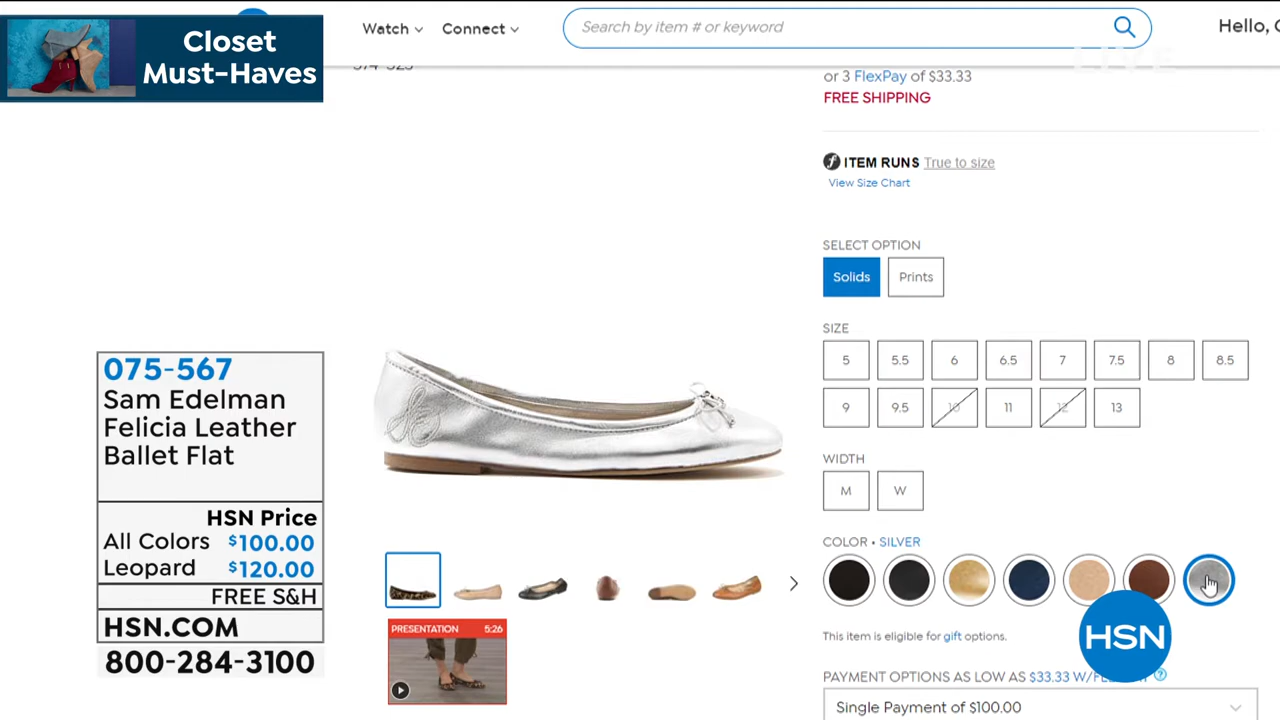 Closet
Must-Haves
Watch
Connect
Search by item # or keyword
Hello,
LIVE
or 3 FlexPay of $33.33
FREE SHIPPING
ITEM RUNS True to size
View Size Chart
SELECT OPTION
Solids
Prints
SIZE
5 5.5 6 6.5 7 7.5 8 8.5
9 9.5 10 11 12 13
WIDTH
M W
COLOR • SILVER
This item is eligible for gift options.
HSN
PAYMENT OPTIONS AS LOW AS $33.33
Single Payment of $100.00
075-567
Sam Edelman
Felicia Leather
Ballet Flat
HSN Price
All Colors $100.00
Leopard $120.00
FREE S&H
HSN.COM
800-284-3100
PRESENTATION 5:26